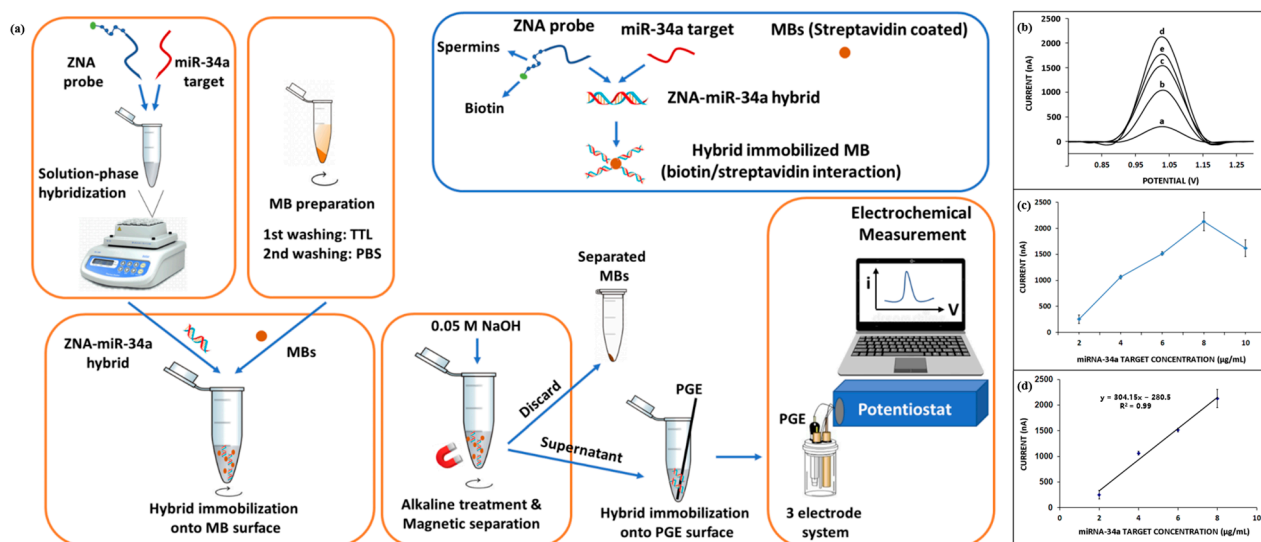 (a)
ZNA
probe
miR-34a
target
Solution-phase
hybridization
MB preparation
1st washing: TTL
2nd washing: PBS
ZNA probe
miR-34a target
MBs (Streptavidin coated)
Spermins
Biotin
ZNA-miR-34a hybrid
Hybrid immobilized MB
(biotin/streptavidin interaction)
ZNA-miR-34a
hybrid
MBs
Hybrid immobilization
onto MB surface
0.05 M NaOH
Alkaline treatment &
Magnetic separation
Discard
Supernatant
Separated
MBs
PGE
Hybrid immobilization
onto PGE surface
Electrochemical
Measurement
i
V
Potentiostat
PGE
3 electrode
system
(b)
CURRENT (nA)
2500
2000
1500
1000
500
0
d
e
c
b
a
0.85
0.95
1.05
1.15
1.25
POTENTIAL (V)
(c)
CURRENT (nA)
2500
2000
1500
1000
500
0
2
4
6
8
10
miRNA-34a TARGET CONCENTRATION (µg/mL)
(d)
CURRENT (nA)
2500
2000
1500
1000
500
0
y = 304.15x − 280.5
R² = 0.99
0
2
4
6
8
10
miRNA-34a TARGET CONCENTRATION (µg/mL)